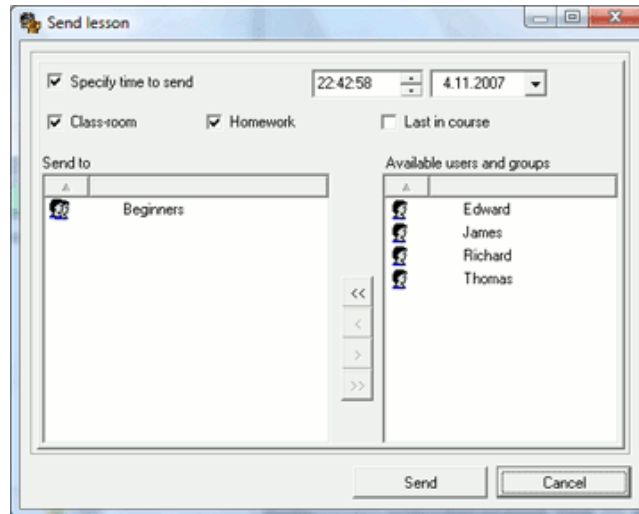 Send lesson
Specify time to send 22:42:58 4.11.2007
Class-room Homework Last in course
Send to Available users and groups
Beginners Edward
James
Richard
Thomas
<<
<
>
>>
Send Cancel